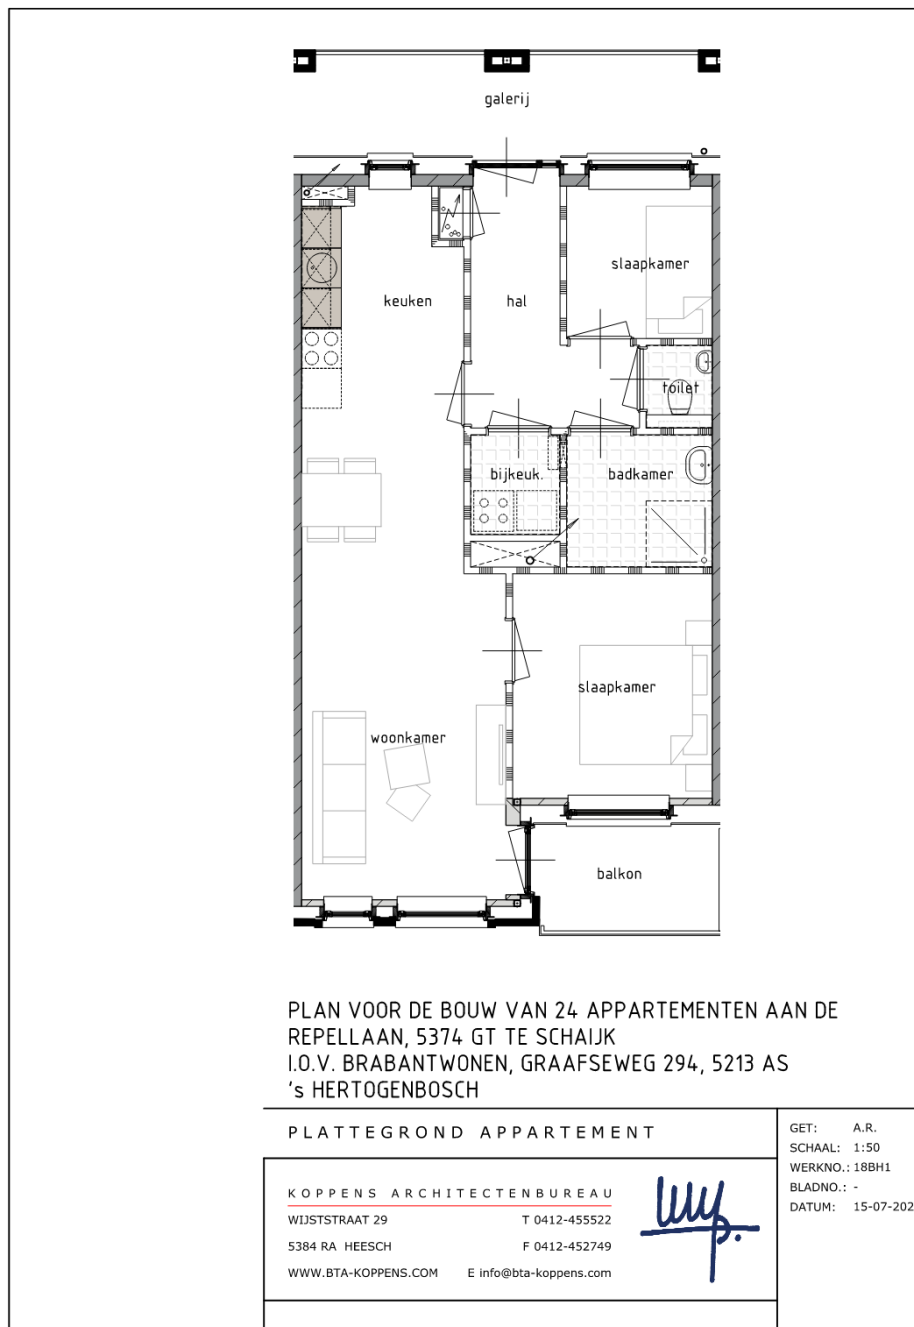 galerij
slaapkamer
keuken
hal
toilet
bijkeuk.
badkamer
slaapkamer
woonkamer
balkon
PLAN VOOR DE BOUW VAN 24 APPARTEMENTEN AAN DE
REPELLAAN, 5374 GT TE SCHAIJK
I.O.V. BRABANTWONEN, GRAAFSEWEG 294, 5213 AS
's HERTOGENBOSCH
PLATTEGROND APPARTEMENT
GET: A.R.
SCHAAL: 1:50
WERKNO.: 18BH1
BLADNO.: -
DATUM: 15-07-202
KOPPENS ARCHITECTENBUREAU
WIJSTSTRAAT 29 T 0412-455522
5384 RA HEESCH F 0412-452749
WWW.BTA-KOPPENS.COM E info@bta-koppens.com